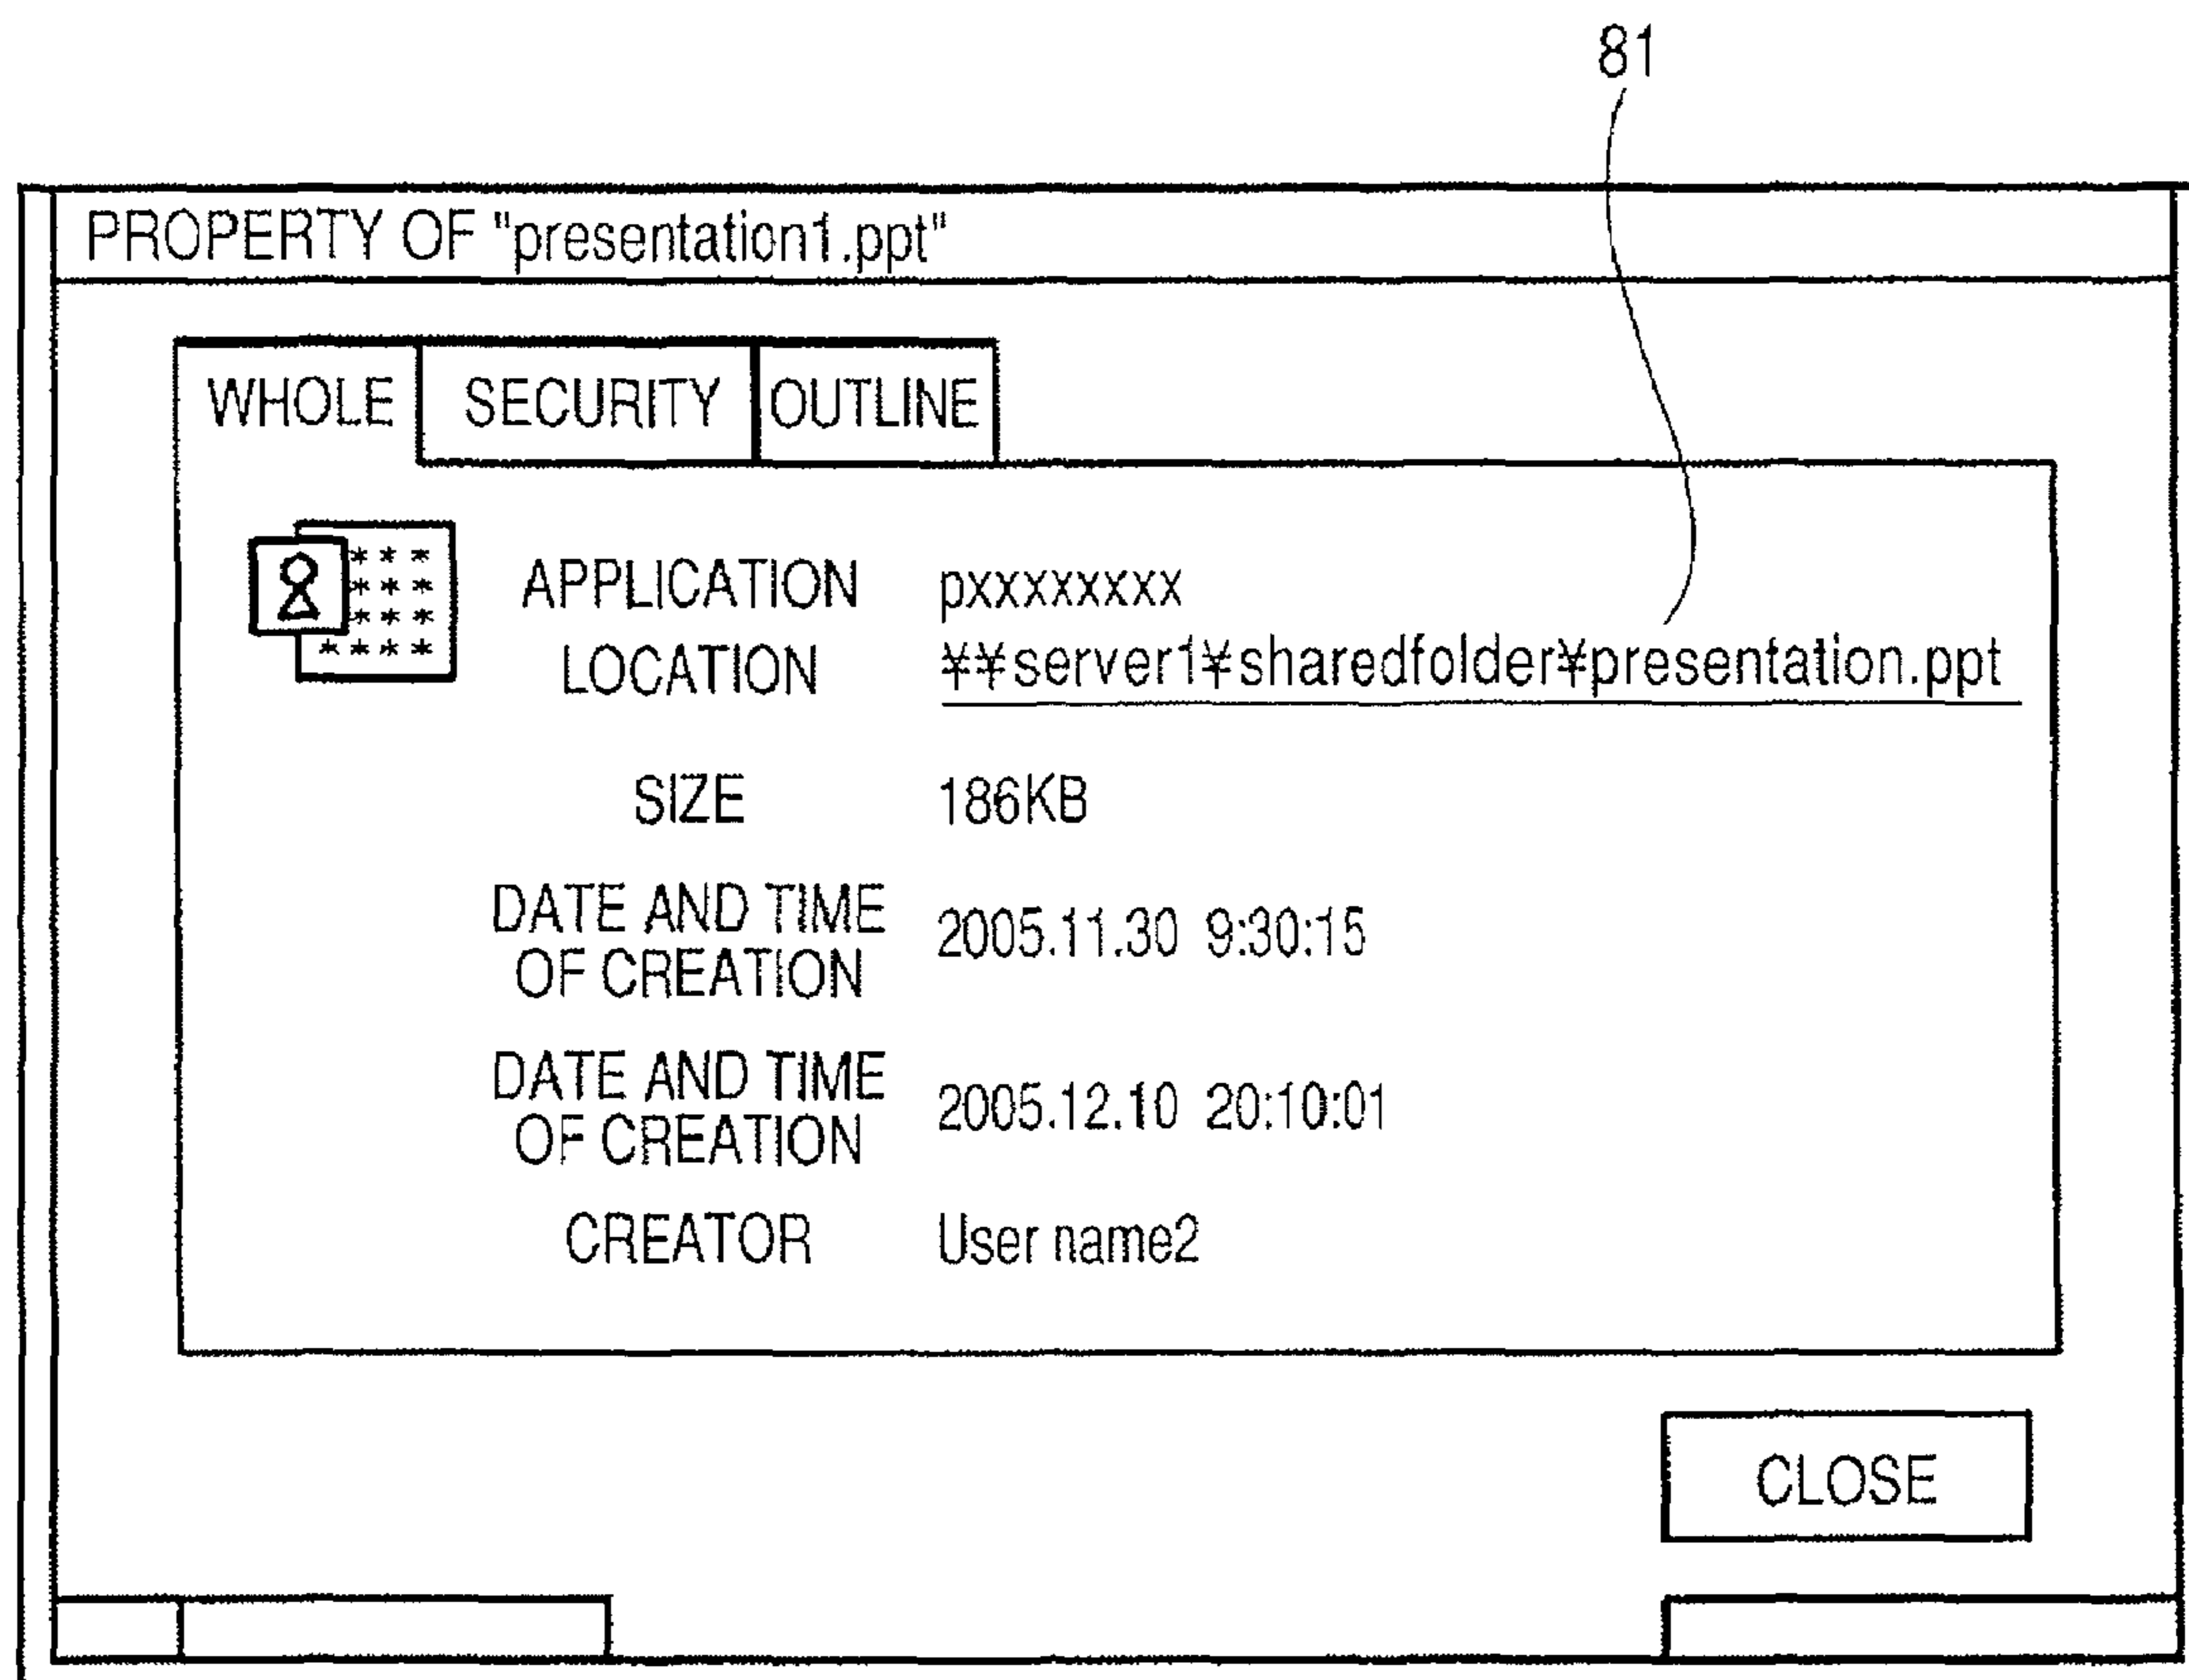 81
PROPERTY OF "presentation1.ppt"
WHOLE SECURITY OUTLINE
APPLICATION pxxxxxxxx
LOCATION ¥¥server1¥sharedfolder¥presentation.ppt
SIZE 186KB
DATE AND TIME
OF CREATION 2005.11.30 9:30:15
DATE AND TIME
OF CREATION 2005.12.10 20:10:01
CREATOR User name2
CLOSE